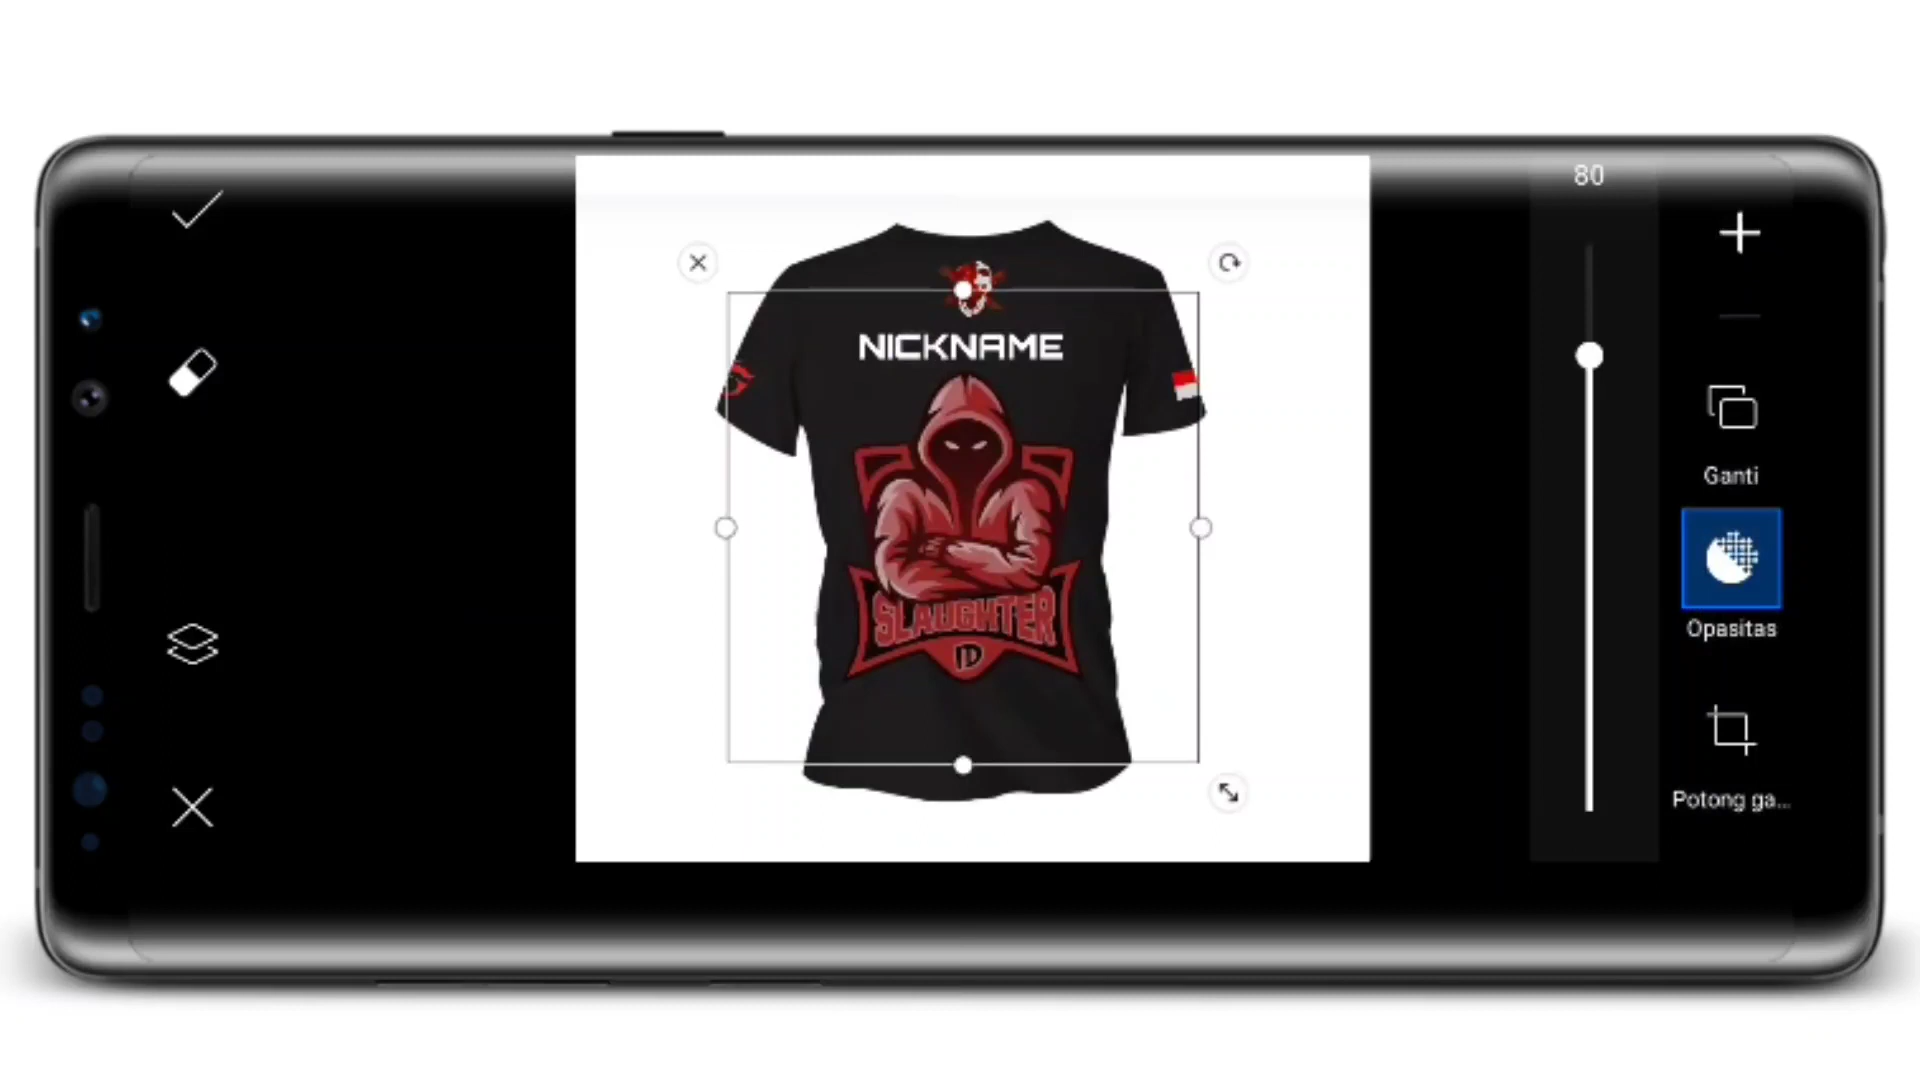 80
NICKNAME
Ganti
SLAUGHTER
ID
Opasitas
Potong ga...